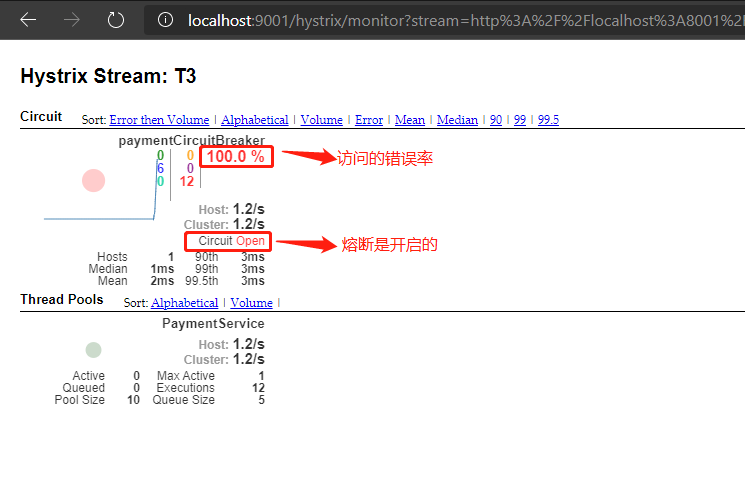 localhost:9001/hystrix/monitor?stream=http%3A%2F%2Flocalhost%3A8001%2
Hystrix Stream: T3
Circuit Sort: Error then Volume | Alphabetical | Volume | Error | Mean | Median | 90 | 99 | 99.5
paymentCircuitBreaker
0 0 100.0 % 访问的错误率
6 0
0 12
Host: 1.2/s
Cluster: 1.2/s
Circuit Open 熔断是开启的
Hosts 1 90th 3ms
Median 1ms 99th 3ms
Mean 2ms 99.5th 3ms
Thread Pools Sort: Alphabetical | Volume |
PaymentService
Host: 1.2/s
Cluster: 1.2/s
Active 0 Max Active 1
Queued 0 Executions 12
Pool Size 10 Queue Size 5